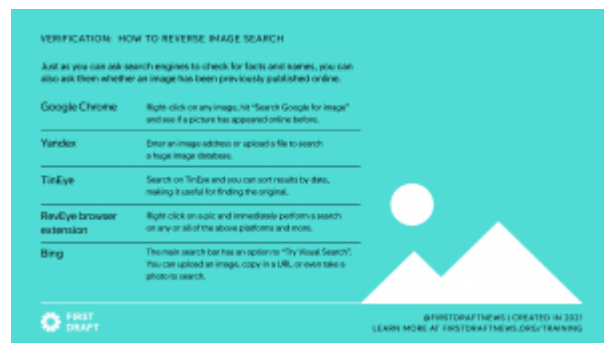 VERIFICATION: HOW TO REVERSE IMAGE SEARCH
Just as you can ask search engines to check for facts and names, you can
also ask them whether an image has been previously published online.
Google Chrome
Right-click on any image, hit "Search Google for image"
and see if a picture has appeared online before.
Yandex
Enter an image address or upload a file to search
a huge image database.
TinEye
Search on TinEye and you can sort results by date,
making it useful for finding the original.
RevEye browser
extension
Right click on a pic and immediately perform a search
on any or all of the above platforms and more.
Bing
The main search bar has an option to "Try Visual Search".
You can upload an image, copy in a URL or even take a
photo to search.
FIRST
DRAFT
@FIRSTDRAFTNEWS | CREATED IN 2021
LEARN MORE AT FIRSTDRAFTNEWS.ORG/TRAINING